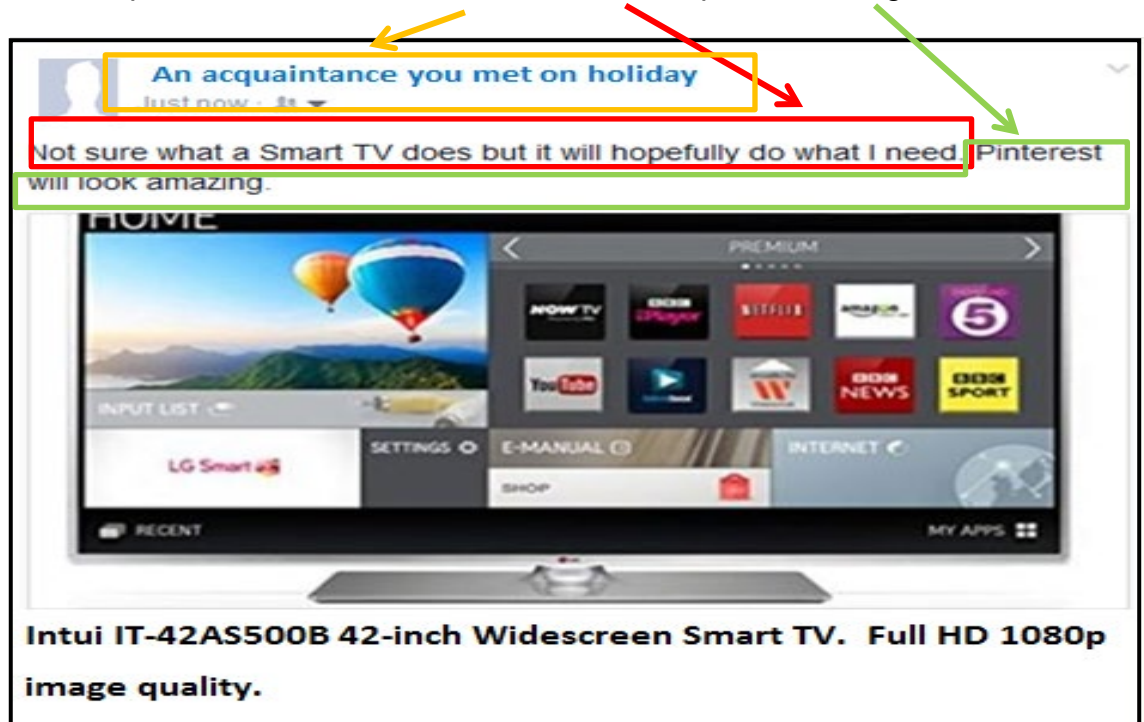 An acquaintance you met on holiday
Just now ·
Not sure what a Smart TV does but it will hopefully do what I need. Pinterest
will look amazing.
HOME
PREMIUM
NOW TV
BBC iPlayer
NETFLIX
amazon
5
INPUT LIST
YouTube
BBC NEWS
BBC SPORT
LG Smart
SETTINGS
E-MANUAL
INTERNET
SHOP
RECENT
MY APPS
Intui IT-42AS500B 42-inch Widescreen Smart TV. Full HD 1080p
image quality.